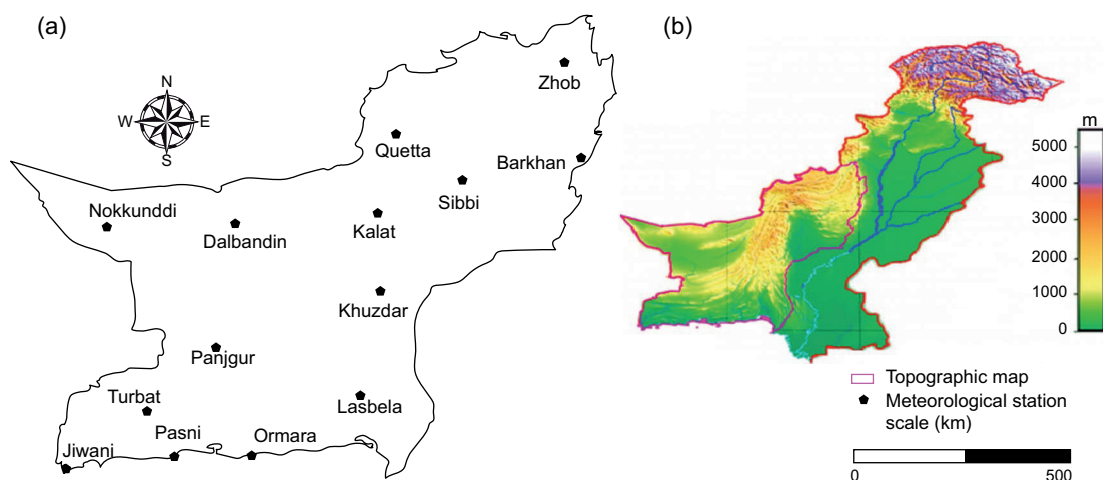 (a)
N
W E
S
Zhob
Quetta
Barkhan
Sibbi
Nokkunddi
Dalbandin
Kalat
Khuzdar
Panjgur
Turbat
Lasbela
Pasni
Ormara
Jiwani
(b)
m
5000
4000
3000
2000
1000
0
Topographic map
Meteorological station
scale (km)
0 500